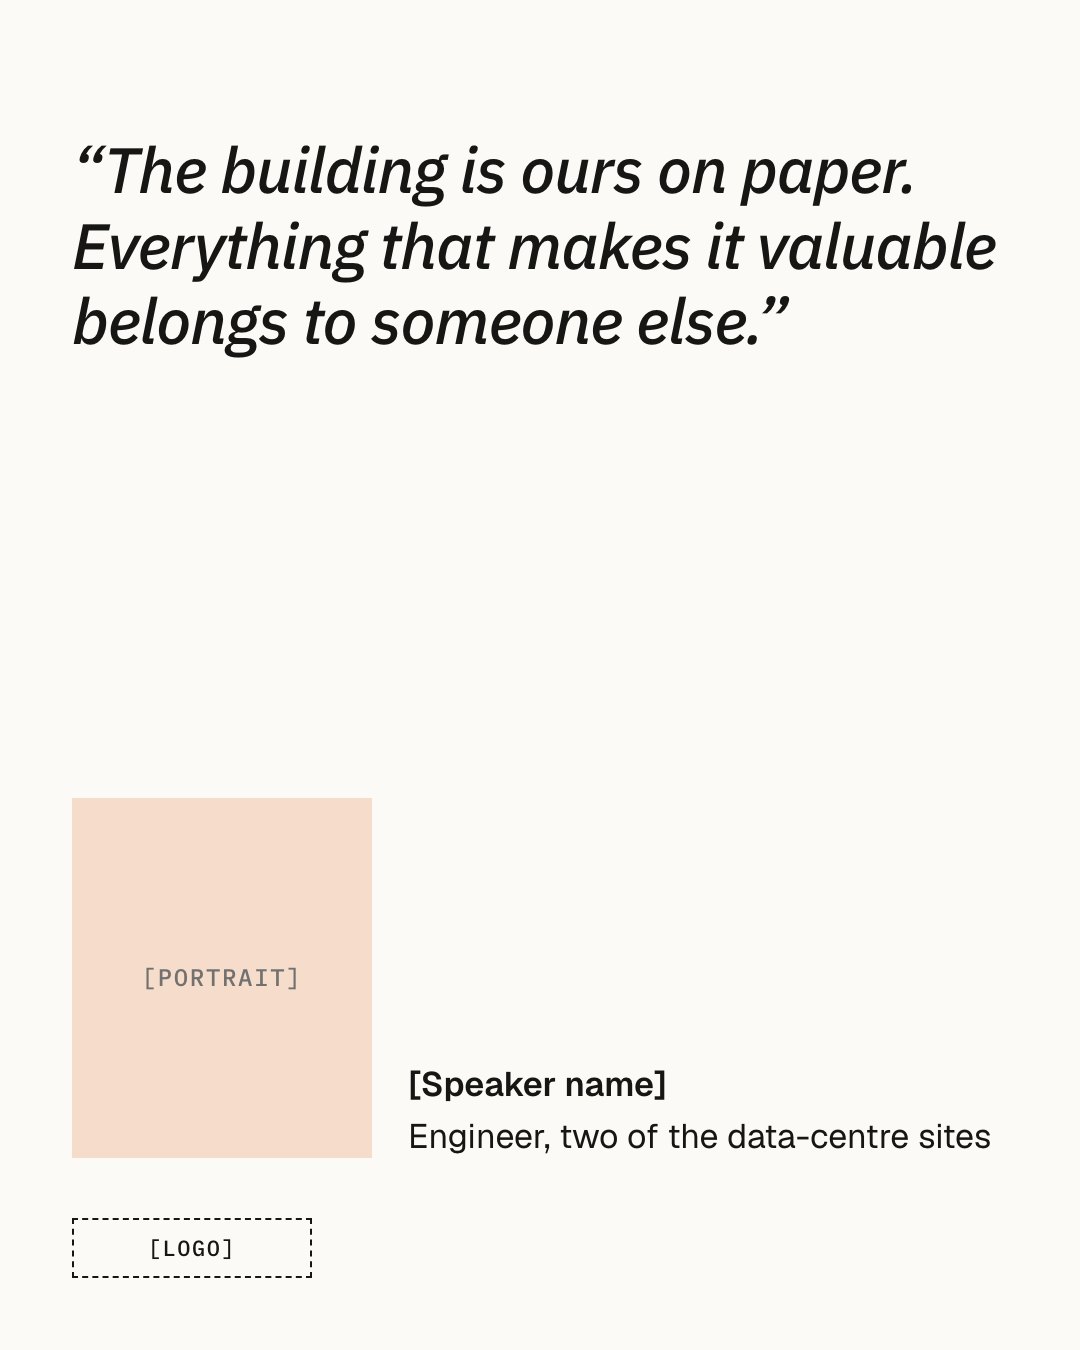 “The building is ours on paper.
Everything that makes it valuable
belongs to someone else.”
[PORTRAIT]
[Speaker name]
Engineer, two of the data-centre sites
[LOGO]